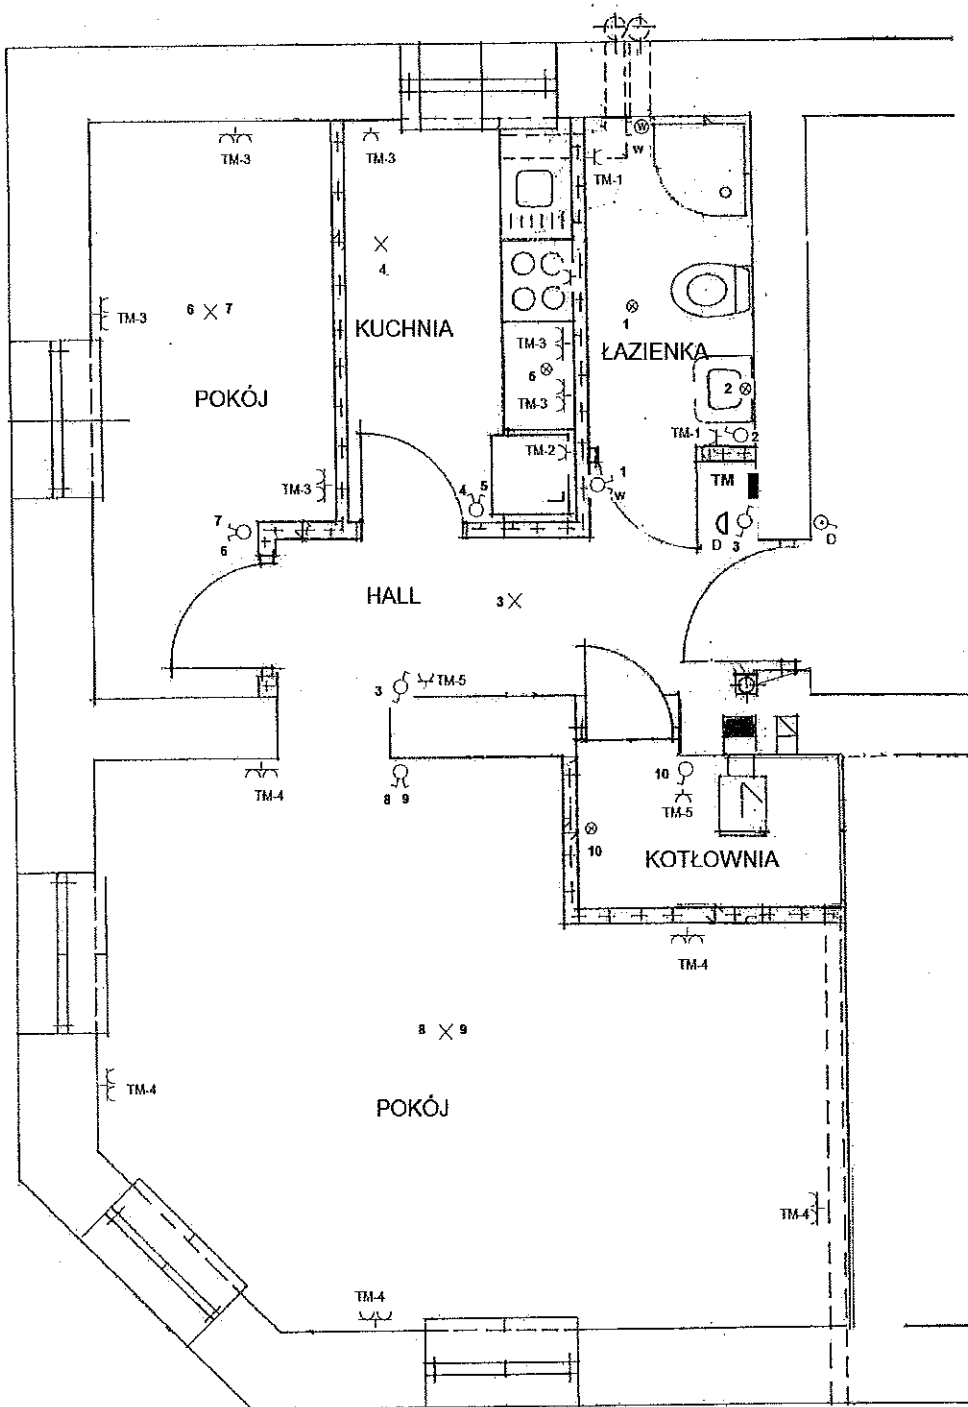 TM-3
TM-3
w
TM-1
4.
TM-3
6
7
KUCHNIA
1
TM-3
ŁAZIENKA
6
2
POKÓJ
TM-3
TM-1
2
TM-2
TM-3
4
5
1
w
TM
7
6
D
3
D
HALL
3
3
TM-5
TM-4
8
9
10
TM-5
10
KOTŁOWNIA
TM-4
8
9
TM-4
POKÓJ
TM-4
TM-4